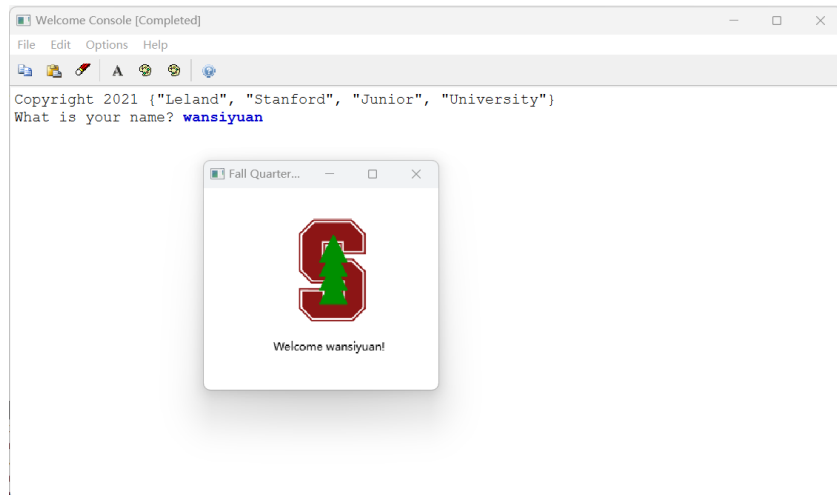 Welcome Console [Completed]
File Edit Options Help
A
Copyright 2021 {"Leland", "Stanford", "Junior", "University"}
What is your name? wansiyuan
Fall Quarter...
S
Welcome wansiyuan!